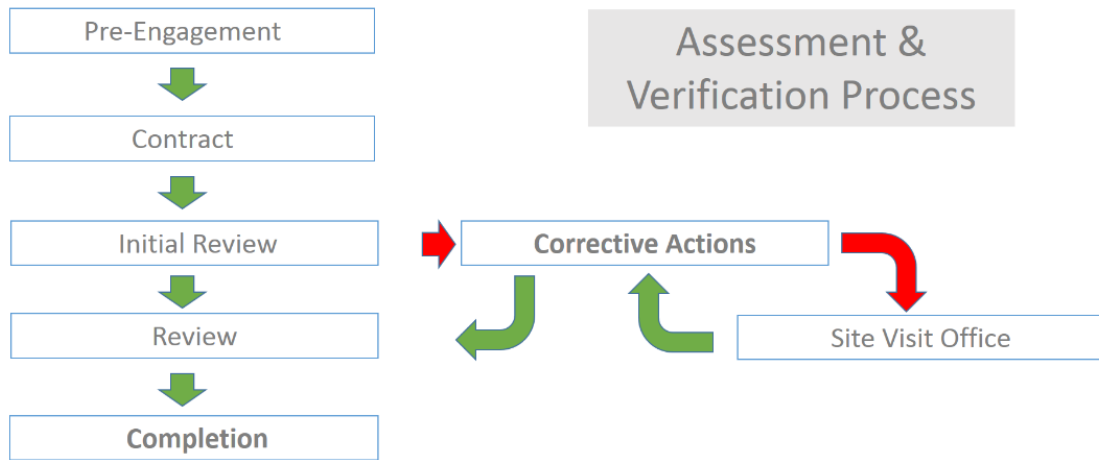 Pre-Engagement
Assessment &
Verification Process
Contract
Initial Review
Corrective Actions
Review
Site Visit Office
Completion